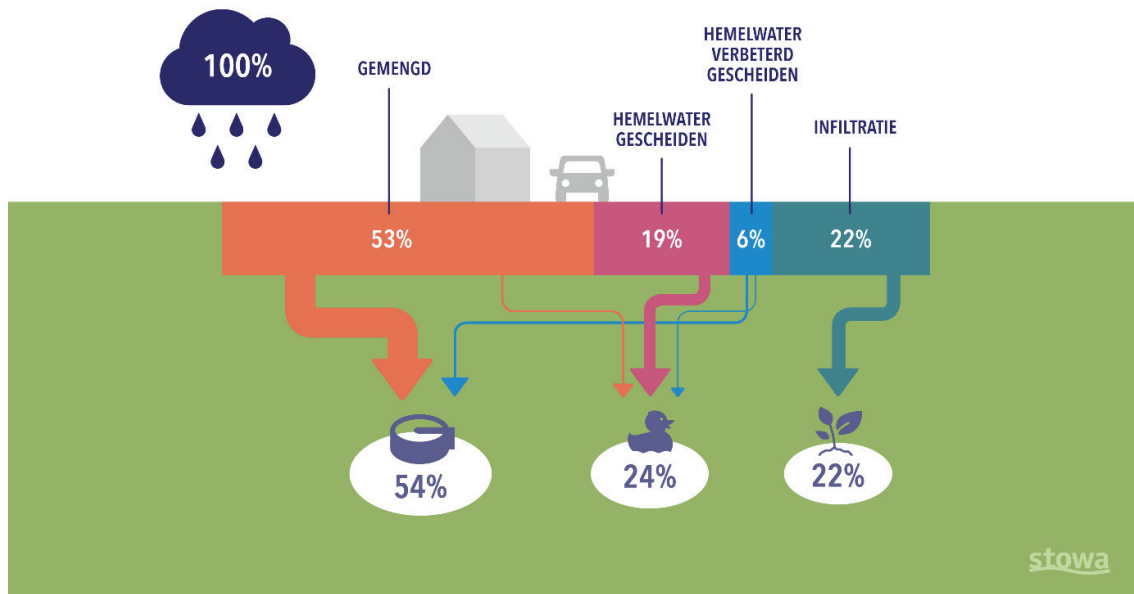 100%
GEMENGD
HEMELWATER
GESCHEIDEN
HEMELWATER
VERBETERD
GESCHEIDEN
INFILTRATIE
53%
19%
6%
22%
54%
24%
22%
stowa